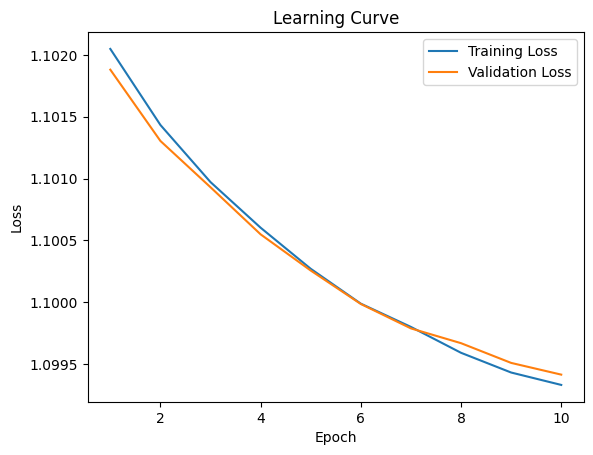 Learning Curve
Training Loss
Validation Loss
1.1020
1.1015
1.1010
1.1005
1.1000
1.0995
Loss
2
4
6
8
10
Epoch